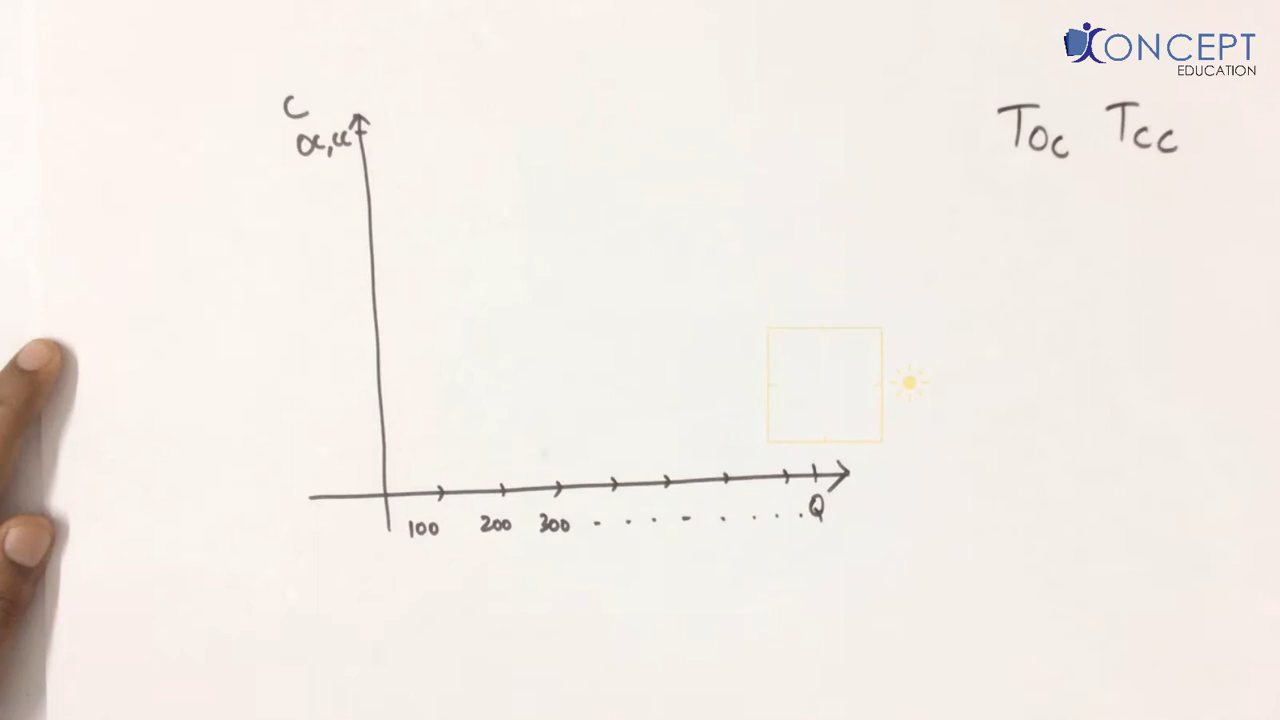 CONCEPT
EDUCATION
C
TOC TCC
100 200 300 - . . . - . . . . . Q